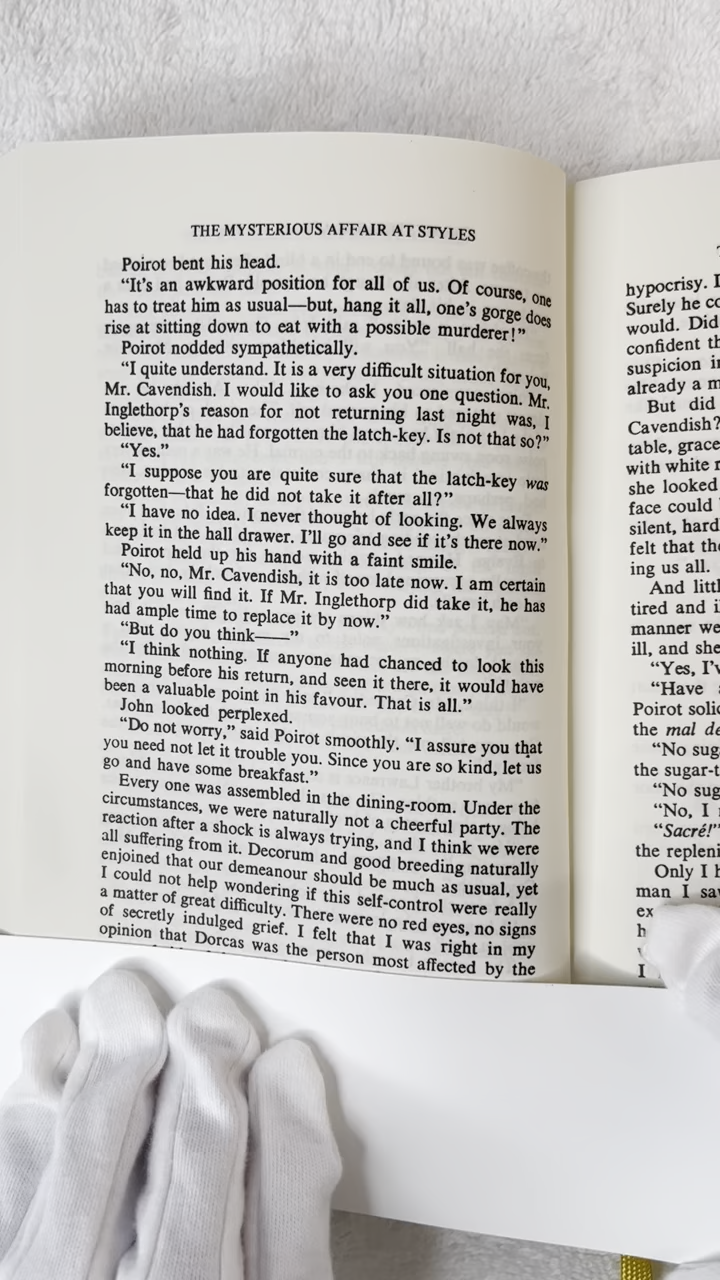 THE MYSTERIOUS AFFAIR AT STYLES
Poirot bent his head.
“It’s an awkward position for all of us. Of course, one
has to treat him as usual—but, hang it all, one’s gorge does
rise at sitting down to eat with a possible murderer!”
Poirot nodded sympathetically.
“I quite understand. It is a very difficult situation for you,
Mr. Cavendish. I would like to ask you one question. Mr.
Inglethorp’s reason for not returning last night was, I
believe, that he had forgotten the latch-key. Is not that so?”
“Yes.”
“I suppose you are quite sure that the latch-key was
forgotten—that he did not take it after all?”
“I have no idea. I never thought of looking. We always
keep it in the hall drawer. I’ll go and see if it’s there now.”
Poirot held up his hand with a faint smile.
“No, no, Mr. Cavendish, it is too late now. I am certain
that you will find it. If Mr. Inglethorp did take it, he has
had ample time to replace it by now.”
“But do you think——”
“I think nothing. If anyone had chanced to look this
morning before his return, and seen it there, it would have
been a valuable point in his favour. That is all.”
John looked perplexed.
“Do not worry,” said Poirot smoothly. “I assure you that
you need not let it trouble you. Since you are so kind, let us
go and have some breakfast.”
Every one was assembled in the dining-room. Under the
circumstances, we were naturally not a cheerful party. The
reaction after a shock is always trying, and I think we were
all suffering from it. Decorum and good breeding naturally
enjoined that our demeanour should be much as usual, yet
I could not help wondering if this self-control were really
a matter of great difficulty. There were no red eyes, no signs
of secretly indulged grief. I felt that I was right in my
opinion that Dorcas was the person most affected by the
hypocrisy.
Surely he
would. Did
confident
suspicion
already a
But did
Cavendish?
table,
with white
she looked
face could
silent,
felt that
ing us all.
And
tired and
manner
ill, and she
“Yes,
“Have
Poirot
the mal de
“No
the
“No
“No, I
“Sacré!”
the
Only I
man I
I